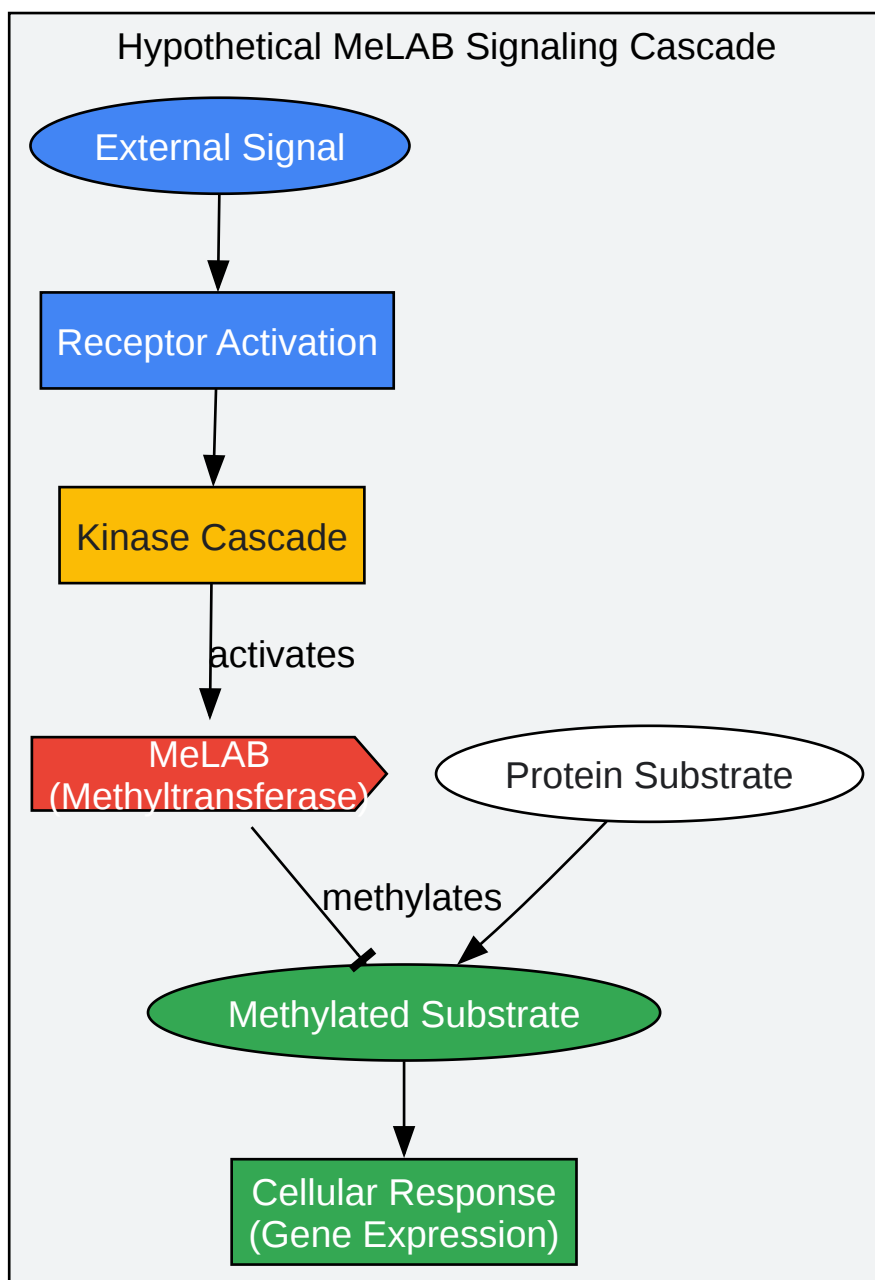 Hypothetical MeLAB Signaling Cascade
External Signal
Receptor Activation
Kinase Cascade
activates
MeLAB
(Methyltransferase)
Protein Substrate
methylates
Methylated Substrate
Cellular Response
(Gene Expression)